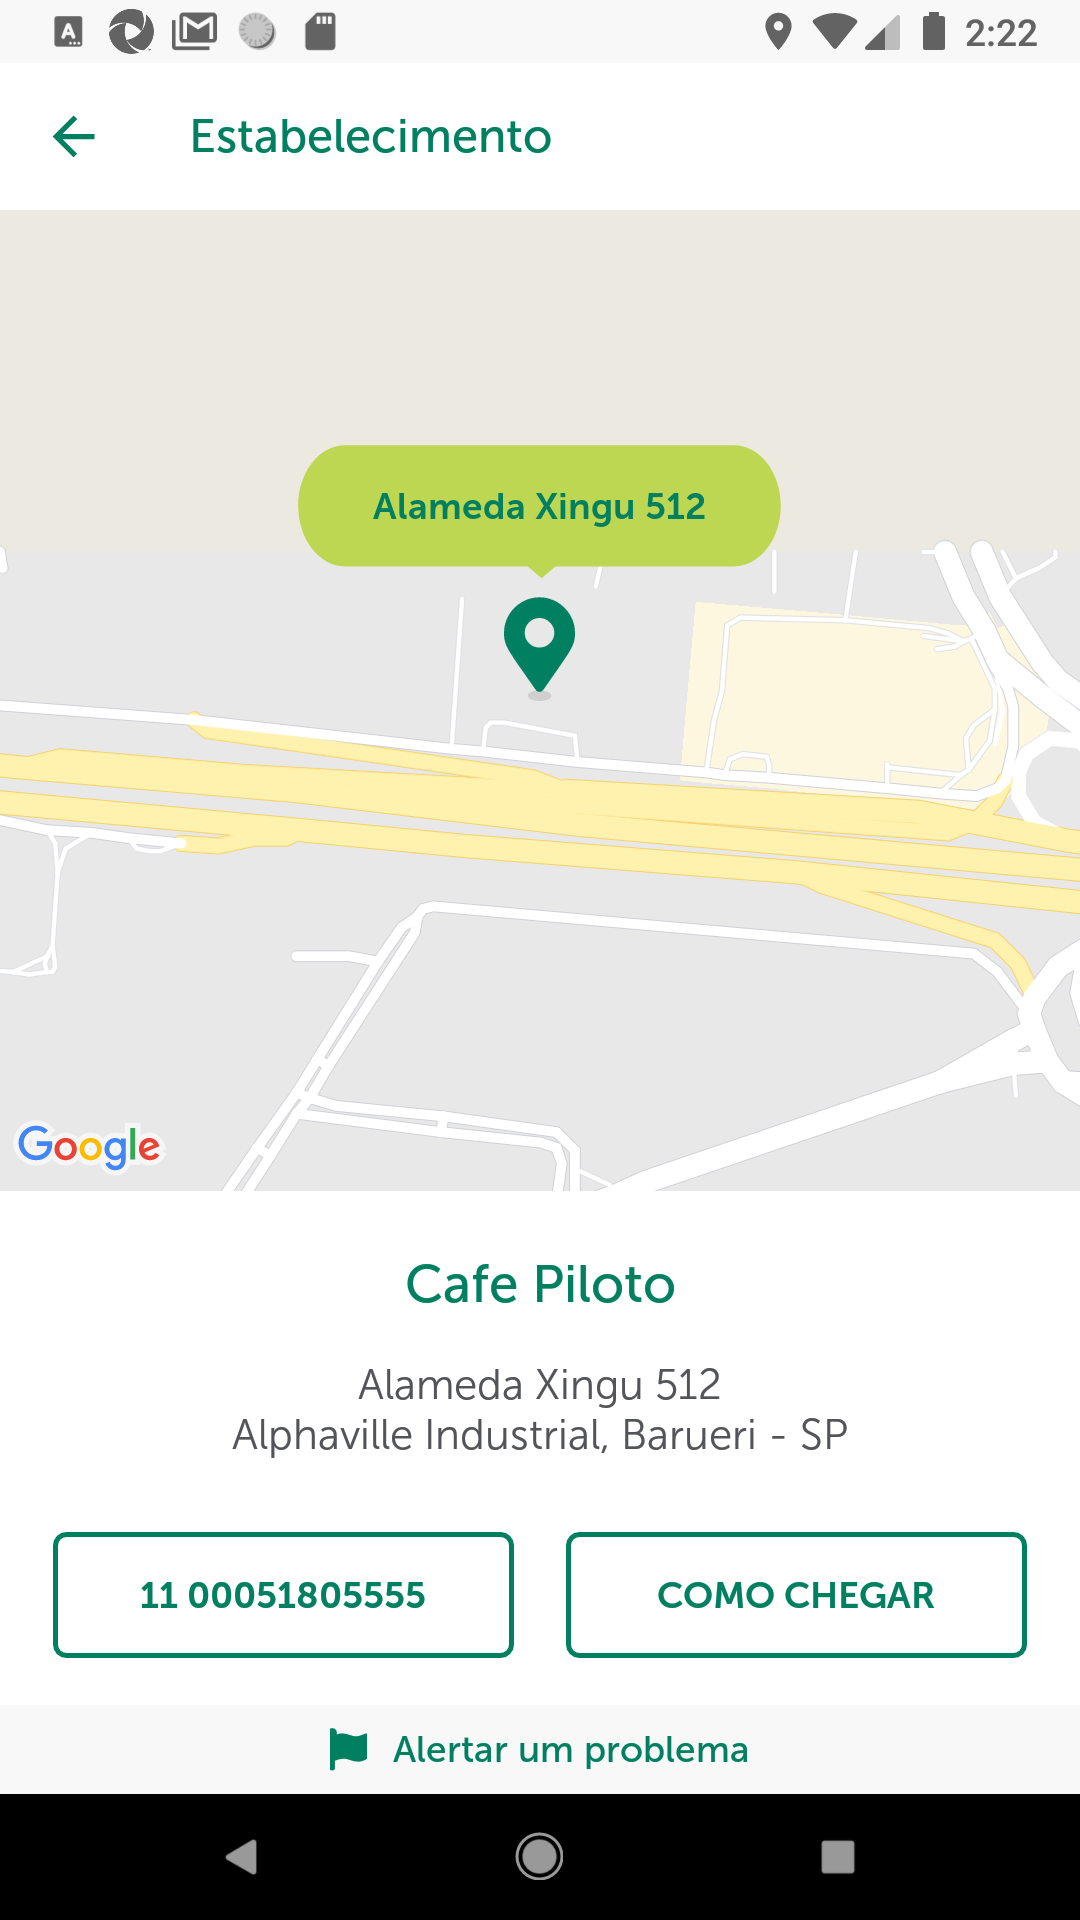 2:22
Estabelecimento
Alameda Xingu 512
Google
Cafe Piloto
Alameda Xingu 512
Alphaville Industrial, Barueri - SP
11 00051805555
COMO CHEGAR
Alertar um problema